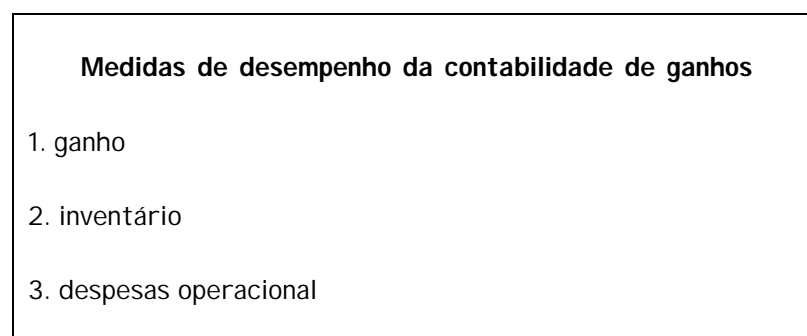 Medidas de desempenho da contabilidade de ganhos
1. ganho
2. inventário
3. despesas operacional